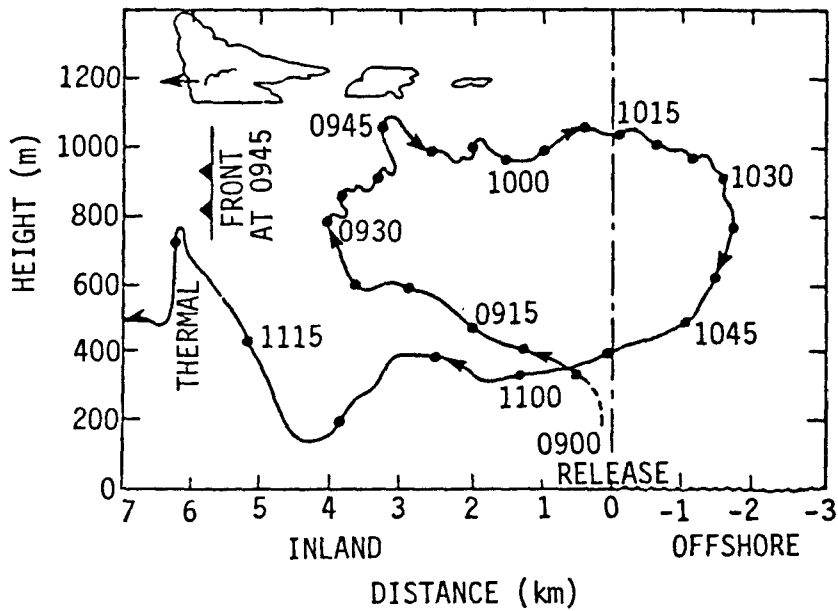 1200
1000
800
600
400
200
0
HEIGHT (m)
0945
1015
1000
1030
FRONT
AT 0945
0930
0915
1045
THERMAL
1115
1100
0900
RELEASE
7 6 5 4 3 2 1 0 -1 -2 -3
INLAND OFFSHORE
DISTANCE (km)